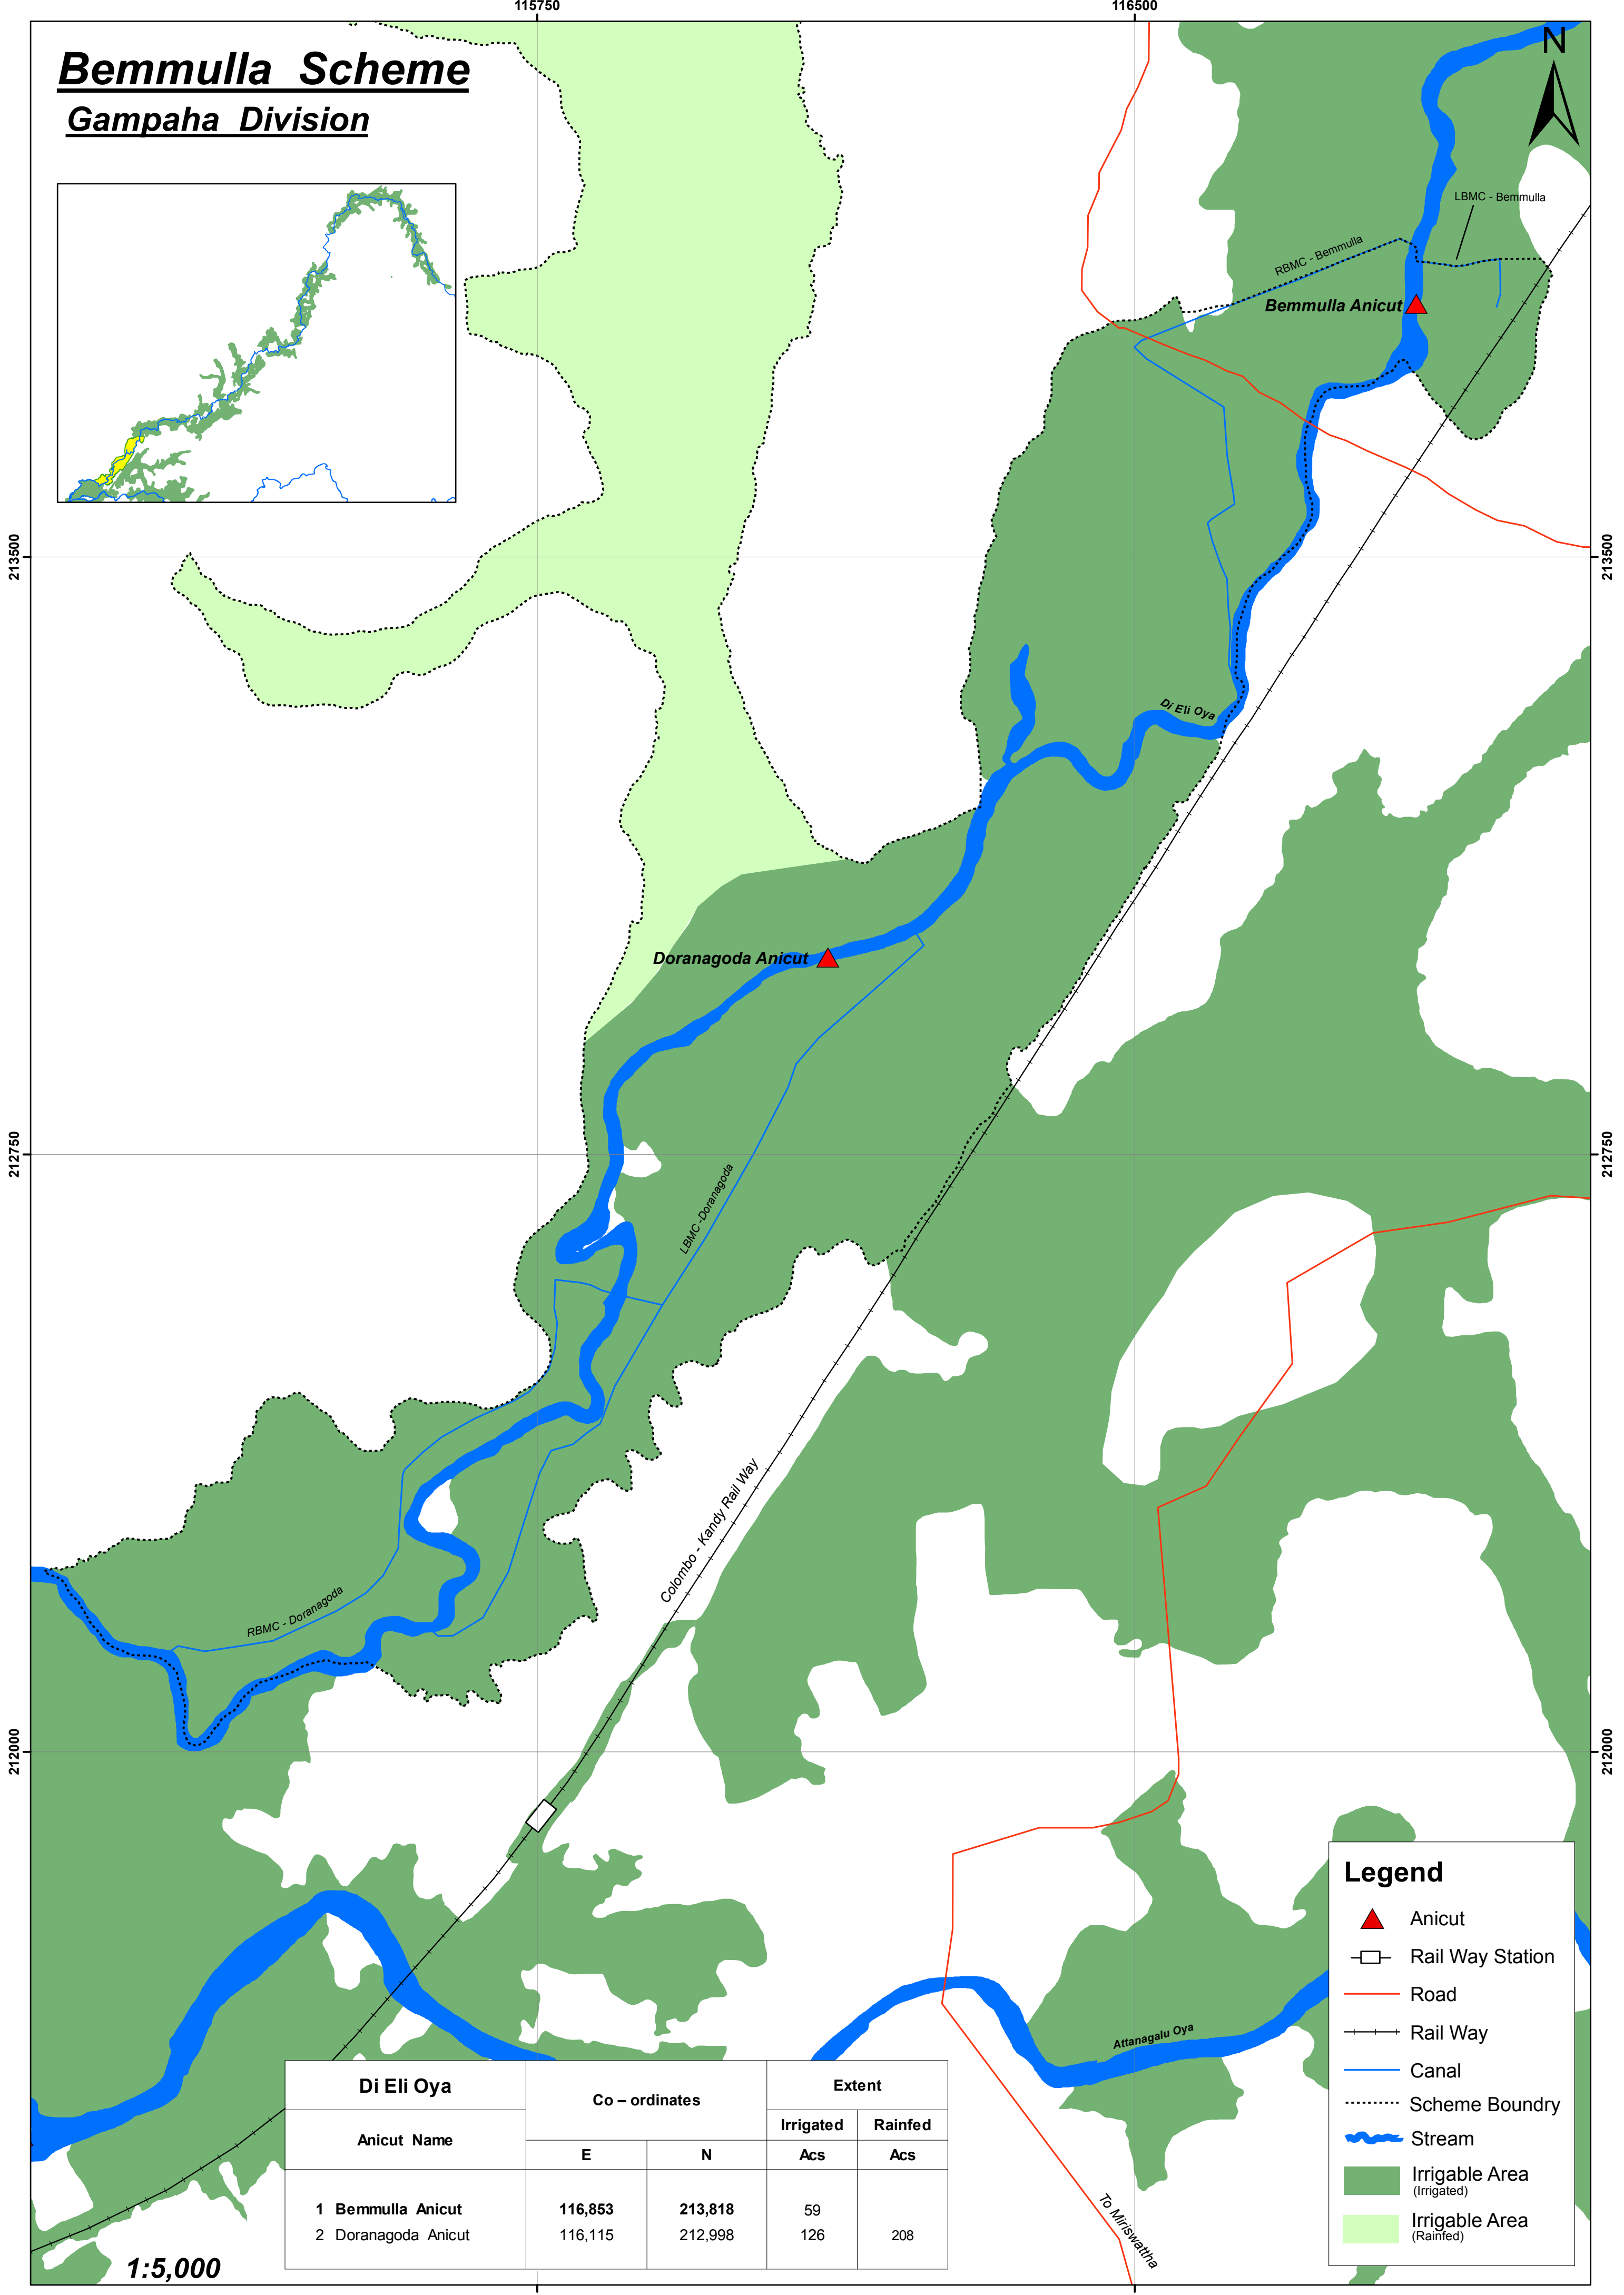 115750
116500
Bemmulla Scheme
Gampaha Division
N
LBMC - Bemmulla
RBMC - Bemmulla
Bemmulla Anicut
213500
213500
Di Eli Oya
Doranagoda Anicut
212750
212750
LBMC -Doranagoda
Colombo - Kandy Rail Way
RBMC - Doranagoda
212000
212000
Legend
Anicut
Rail Way Station
Road
Rail Way
Canal
Scheme Boundry
Stream
Irrigable Area
(Irrigated)
Irrigable Area
(Rainfed)
Attanagalu Oya
To Miriswattha
Di Eli Oya
Co – ordinates
Extent
Anicut Name
Irrigated
Rainfed
E
N
Acs
Acs
1 Bemmulla Anicut 116,853 213,818 59
2 Doranagoda Anicut 116,115 212,998 126 208
1:5,000